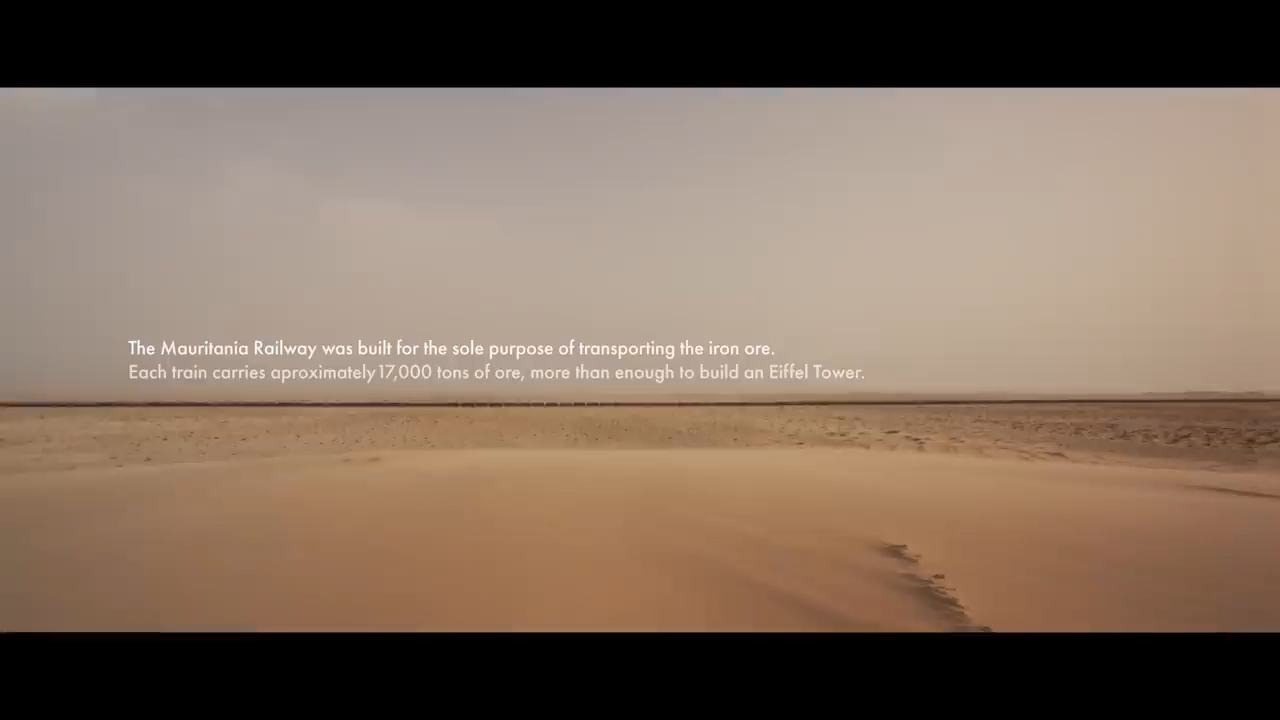 The Mauritania Railway was built for the sole purpose of transporting the iron ore.
Each train carries aproximately 17,000 tons of ore, more than enough to build an Eiffel Tower.